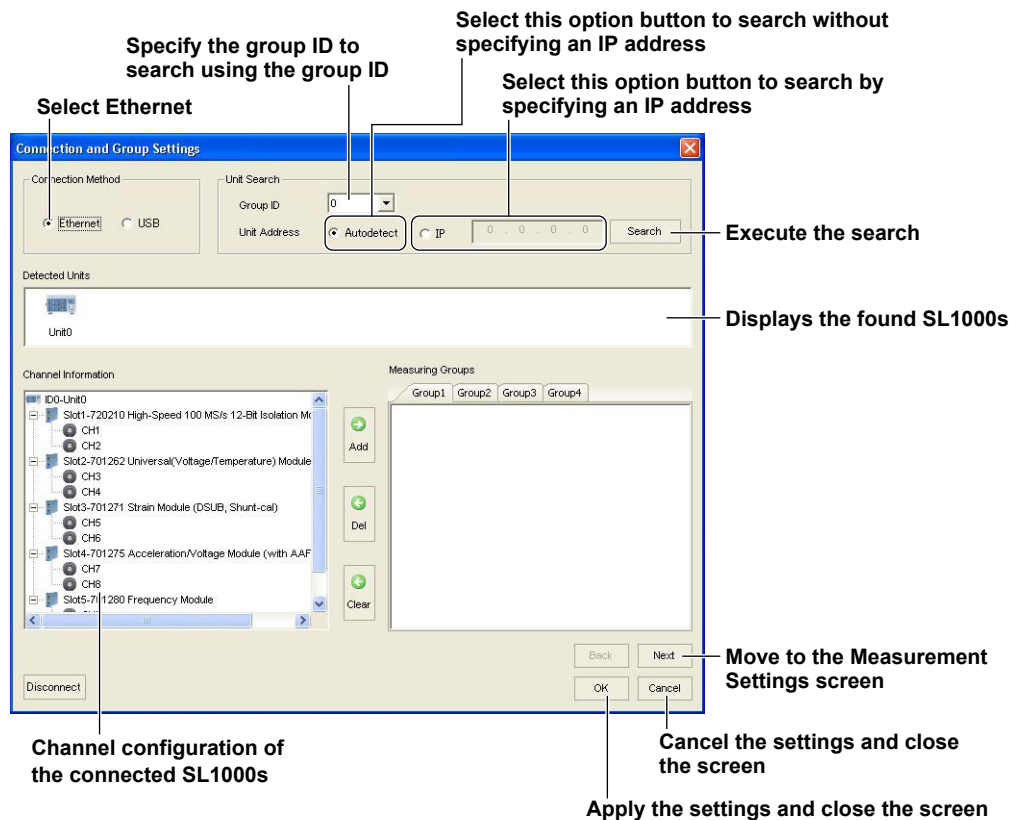 Select this option button to search without
specifying an IP address
Specify the group ID to
search using the group ID
Select this option button to search by
specifying an IP address
Select Ethernet
Connection and Group Settings
Connection Method
Ethernet
USB
Unit Search
Group ID
0
Unit Address
Autodetect
IP
0 . 0 . 0 . 0
Search
Execute the search
Detected Units
Unit0
Displays the found SL1000s
Channel Information
ID0-Unit0
Slot1-720210 High-Speed 100 MS/s 12-Bit Isolation Mo
CH1
CH2
Slot2-701262 Universal(Voltage/Temperature) Module
CH3
CH4
Slot3-701271 Strain Module (DSUB, Shunt-cal)
CH5
CH6
Slot4-701275 Acceleration/Voltage Module (with AAF
CH7
CH8
Slot5-701280 Frequency Module
Add
Del
Clear
Measuring Groups
Group1
Group2
Group3
Group4
Back
Next
Move to the Measurement
Settings screen
Disconnect
OK
Cancel
Channel configuration of
the connected SL1000s
Cancel the settings and close
the screen
Apply the settings and close the screen